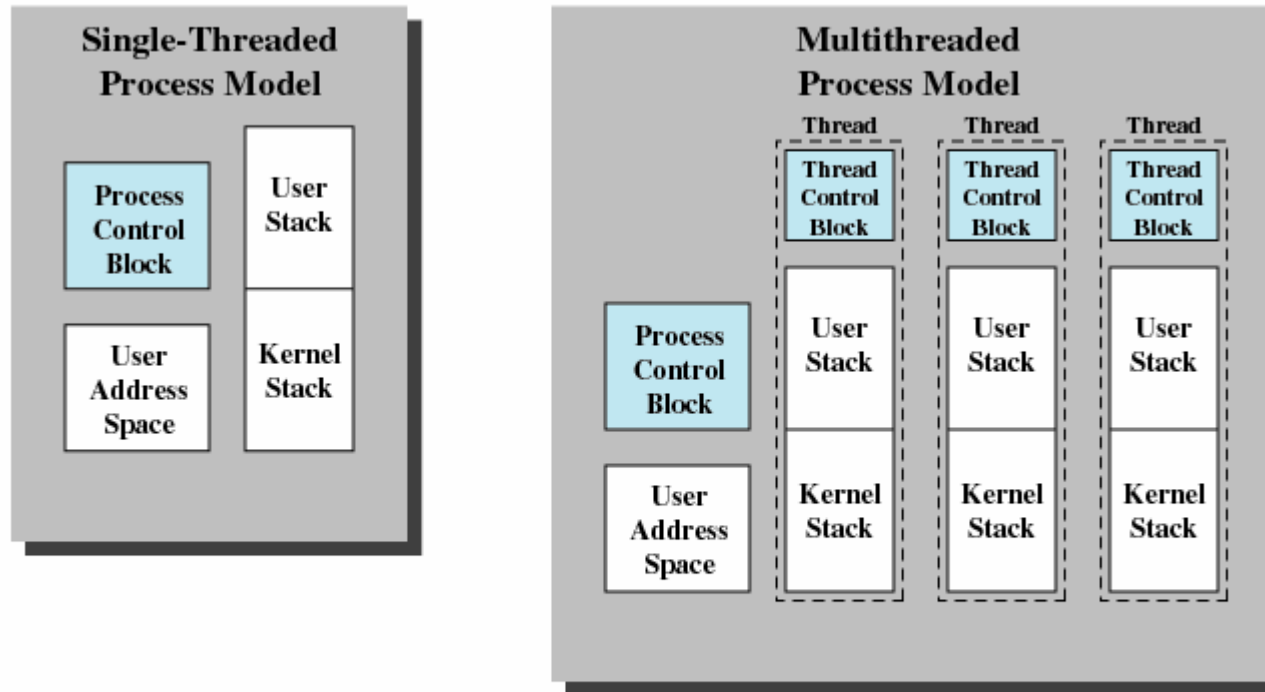 Single-Threaded
Process Model
Process
Control
Block
User
Stack
User
Address
Space
Kernel
Stack
Multithreaded
Process Model
Thread
Thread
Control
Block
User
Stack
Kernel
Stack
Thread
Thread
Control
Block
User
Stack
Kernel
Stack
Thread
Thread
Control
Block
User
Stack
Kernel
Stack
Process
Control
Block
User
Address
Space